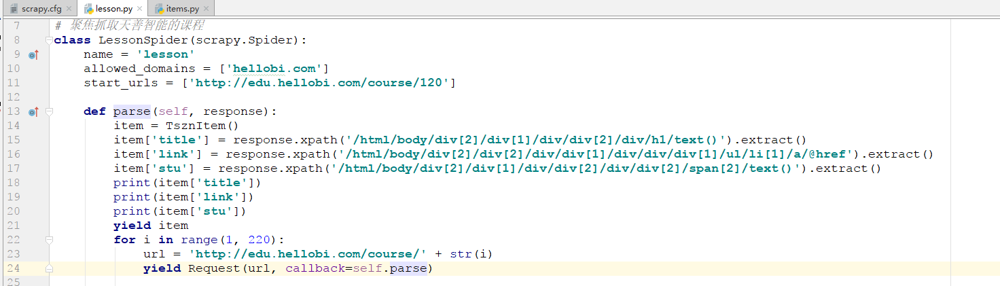 scrapy.cfg lesson.py items.py
7 # 聚焦抓取天善智能的课程
8 class LessonSpider(scrapy.Spider):
9 name = 'lesson'
10 allowed_domains = ['hellobi.com']
11 start_urls = ['http://edu.hellobi.com/course/120']
12
13 def parse(self, response):
14 item = TsznItem()
15 item['title'] = response.xpath('/html/body/div[2]/div[1]/div/div[2]/div/h1/text()').extract()
16 item['link'] = response.xpath('/html/body/div[2]/div[2]/div/div[1]/div/div/div[1]/ul/li[1]/a/@href').extract()
17 item['stu'] = response.xpath('/html/body/div[2]/div[1]/div/div[2]/div/div[2]/span[2]/text()').extract()
18 print(item['title'])
19 print(item['link'])
20 print(item['stu'])
21 yield item
22 for i in range(1, 220):
23 url = 'http://edu.hellobi.com/course/' + str(i)
24 yield Request(url, callback=self.parse)
25